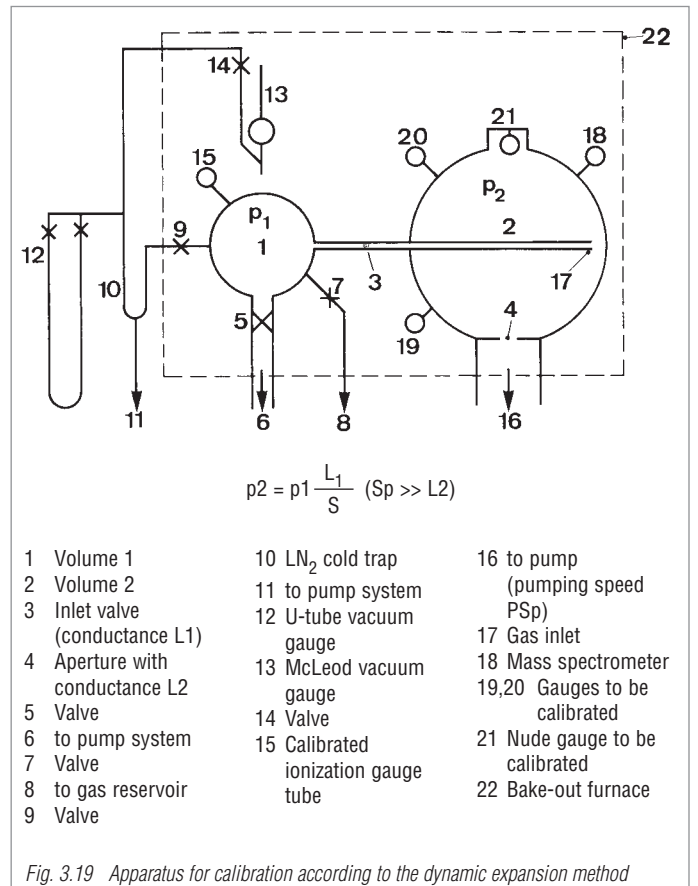 22
14
13
21
15
20
18
p1
p2
9
1
2
12
10
3
17
7
5
4
19
11
6
8
16
p2 = p1 L1/S (Sp >> L2)
1 Volume 1
2 Volume 2
3 Inlet valve
(conductance L1)
4 Aperture with
conductance L2
5 Valve
6 to pump system
7 Valve
8 to gas reservoir
9 Valve
10 LN2 cold trap
11 to pump system
12 U-tube vacuum
gauge
13 McLeod vacuum
gauge
14 Valve
15 Calibrated
ionization gauge
tube
16 to pump
(pumping speed
PSp)
17 Gas inlet
18 Mass spectrometer
19,20 Gauges to be
calibrated
21 Nude gauge to be
calibrated
22 Bake-out furnace
Fig. 3.19 Apparatus for calibration according to the dynamic expansion method